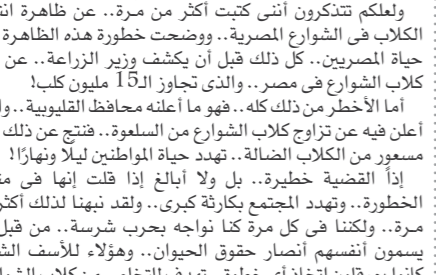 ولعلكم تتذكرون أننى كتبت أكثر من مرة.. عن ظاهرة
الكلاب فى الشوارع المصرية.. ووضحت خطورة هذه الظاهرة
حياة المصريين.. كل ذلك قبل أن يكشف وزير الزراعة.. عن
كلاب الشوارع فى مصر.. والذى تجاوز الـ15 مليون كلب!
أما الأخطر من ذلك كله.. فهو ما أعلنه محافظ القليوبية..
أعلن فيه عن تزاوج كلاب الشوارع من السلعوة.. فنتج عن ذلك
مسعور من الكلاب الضالة.. تهدد حياة المواطنين ليلًا ونهارًا!
إذاً القضية خطيرة.. بل ولا أبالغ إذا قلت إنها فى
الخطورة.. وتهدد المجتمع بكارثة كبرى.. ولقد نبهنا لذلك أكثر
مرة.. ولكننا فى كل مرة كنا نواجه بحرب شرسة.. من قبل
يسمون أنفسهم أنصار حقوق الحيوان.. وهؤلاء للأسف